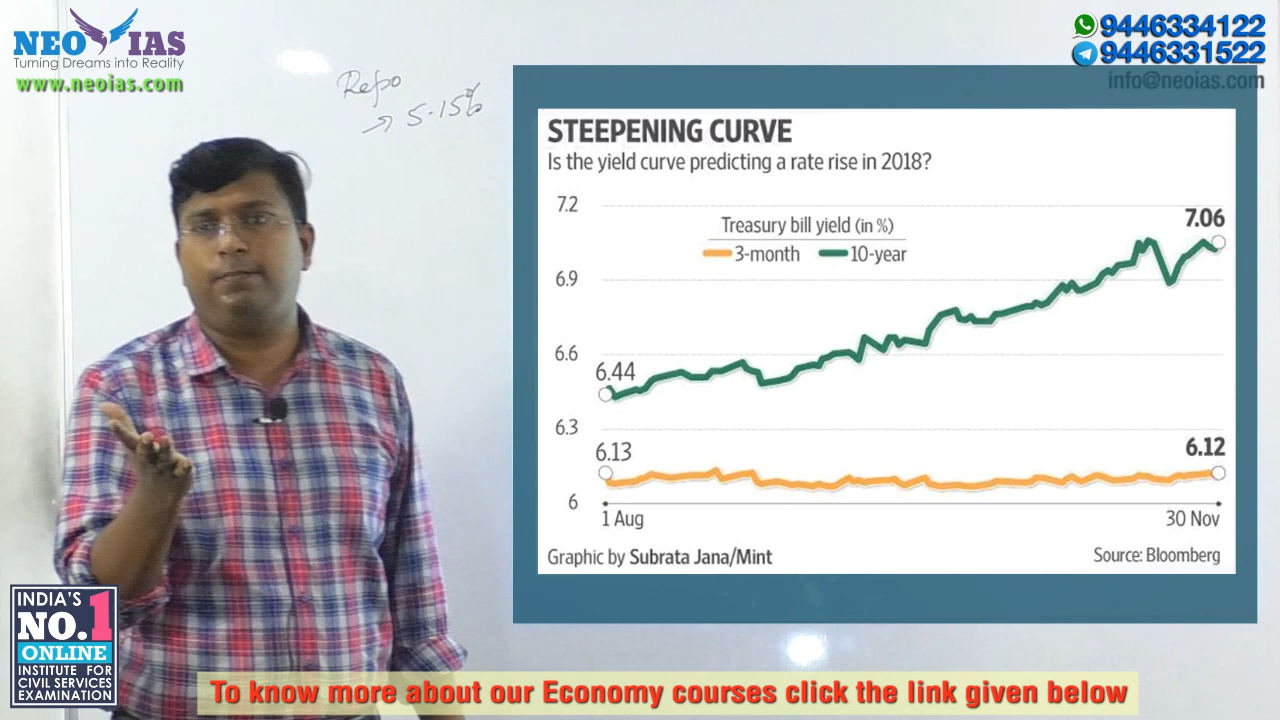 NEO IAS
Turning Dreams into Reality
www.neoias.com
9446334122
9446331522
info@neoias.com
Repo
→ 5.15%
STEEPENING CURVE
Is the yield curve predicting a rate rise in 2018?
7.2
7.06
Treasury bill yield (in %)
3-month 10-year
6.9
6.6
6.44
6.3
6.13
6.12
6
1 Aug
30 Nov
Graphic by Subrata Jana/Mint
Source: Bloomberg
INDIA'S
NO.1
ONLINE
INSTITUTE FOR
CIVIL SERVICES
EXAMINATION
To know more about our Economy courses click the link given below